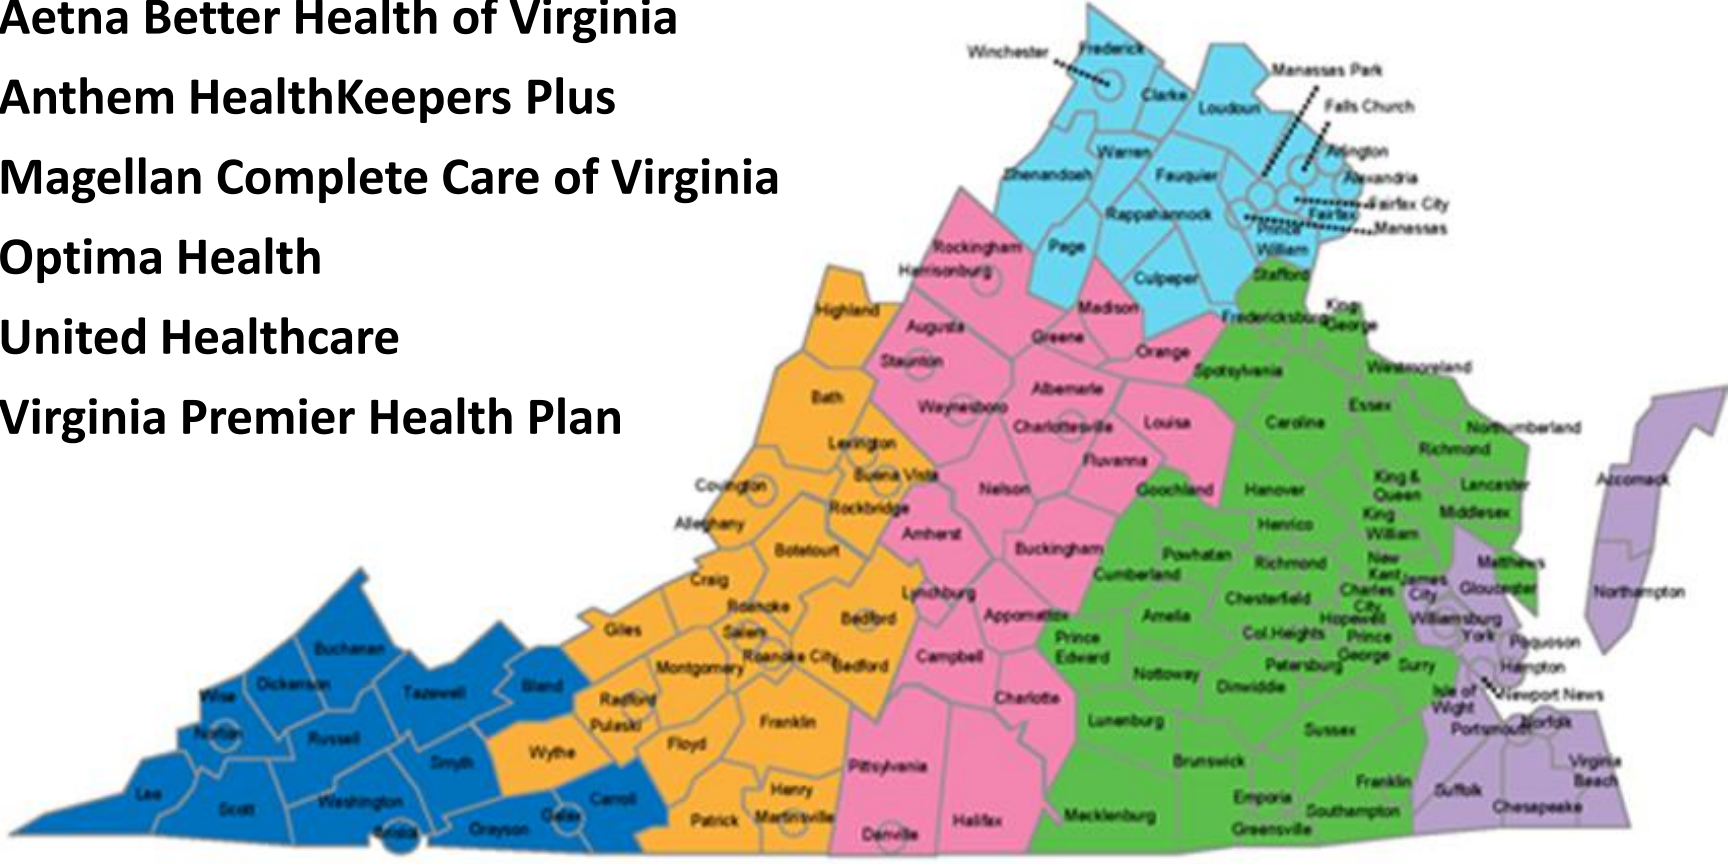 Aetna Better Health of Virginia
Anthem HealthKeepers Plus
Magellan Complete Care of Virginia
Optima Health
United Healthcare
Virginia Premier Health Plan
Winchester
Frederick
Clarke
Loudoun
Manassas Park
Falls Church
Arlington
Alexandria
Fairfax City
Fairfax
Manassas
Prince
William
Warren
Shenandoah
Fauquier
Rappahannock
Page
Culpeper
Stafford
Rockingham
Harrisonburg
Madison
Greene
Orange
Augusta
Staunton
Albemarle
Waynesboro
Charlottesville
Louisa
Fluvanna
Nelson
Amherst
Buckingham
Lynchburg
Appomattox
Campbell
Charlotte
Pittsylvania
Halifax
Danville
Highland
Bath
Lexington
Buena Vista
Covington
Rockbridge
Alleghany
Botetourt
Craig
Roanoke
Giles
Salem
Bedford
Roanoke City
Bedford
Montgomery
Radford
Pulaski
Franklin
Wythe
Floyd
Henry
Patrick
Martinsville
Buchanan
Dickenson
Wise
Tazewell
Bland
Norton
Russell
Smyth
Lee
Scott
Washington
Bristol
Grayson
Galax
Carroll
Fredericksburg
King
George
Spotsylvania
Westmoreland
Essex
Caroline
Northumberland
Richmond
Goochland
Hanover
King &
Queen
Lancaster
King
William
Middlesex
Henrico
Powhatan
Richmond
New
Kent
Matthews
Cumberland
Charles
City
James
City
Gloucester
Chesterfield
Amelia
Hopewell
Williamsburg
Prince
Edward
Col.Heights
Prince
George
York
Poquoson
Nottoway
Petersburg
Surry
Hampton
Dinwiddie
Isle of
Wight
Newport News
Lunenburg
Sussex
Portsmouth
Norfolk
Brunswick
Virginia
Beach
Franklin
Suffolk
Emporia
Southampton
Chesapeake
Mecklenburg
Greensville
Accomack
Northampton